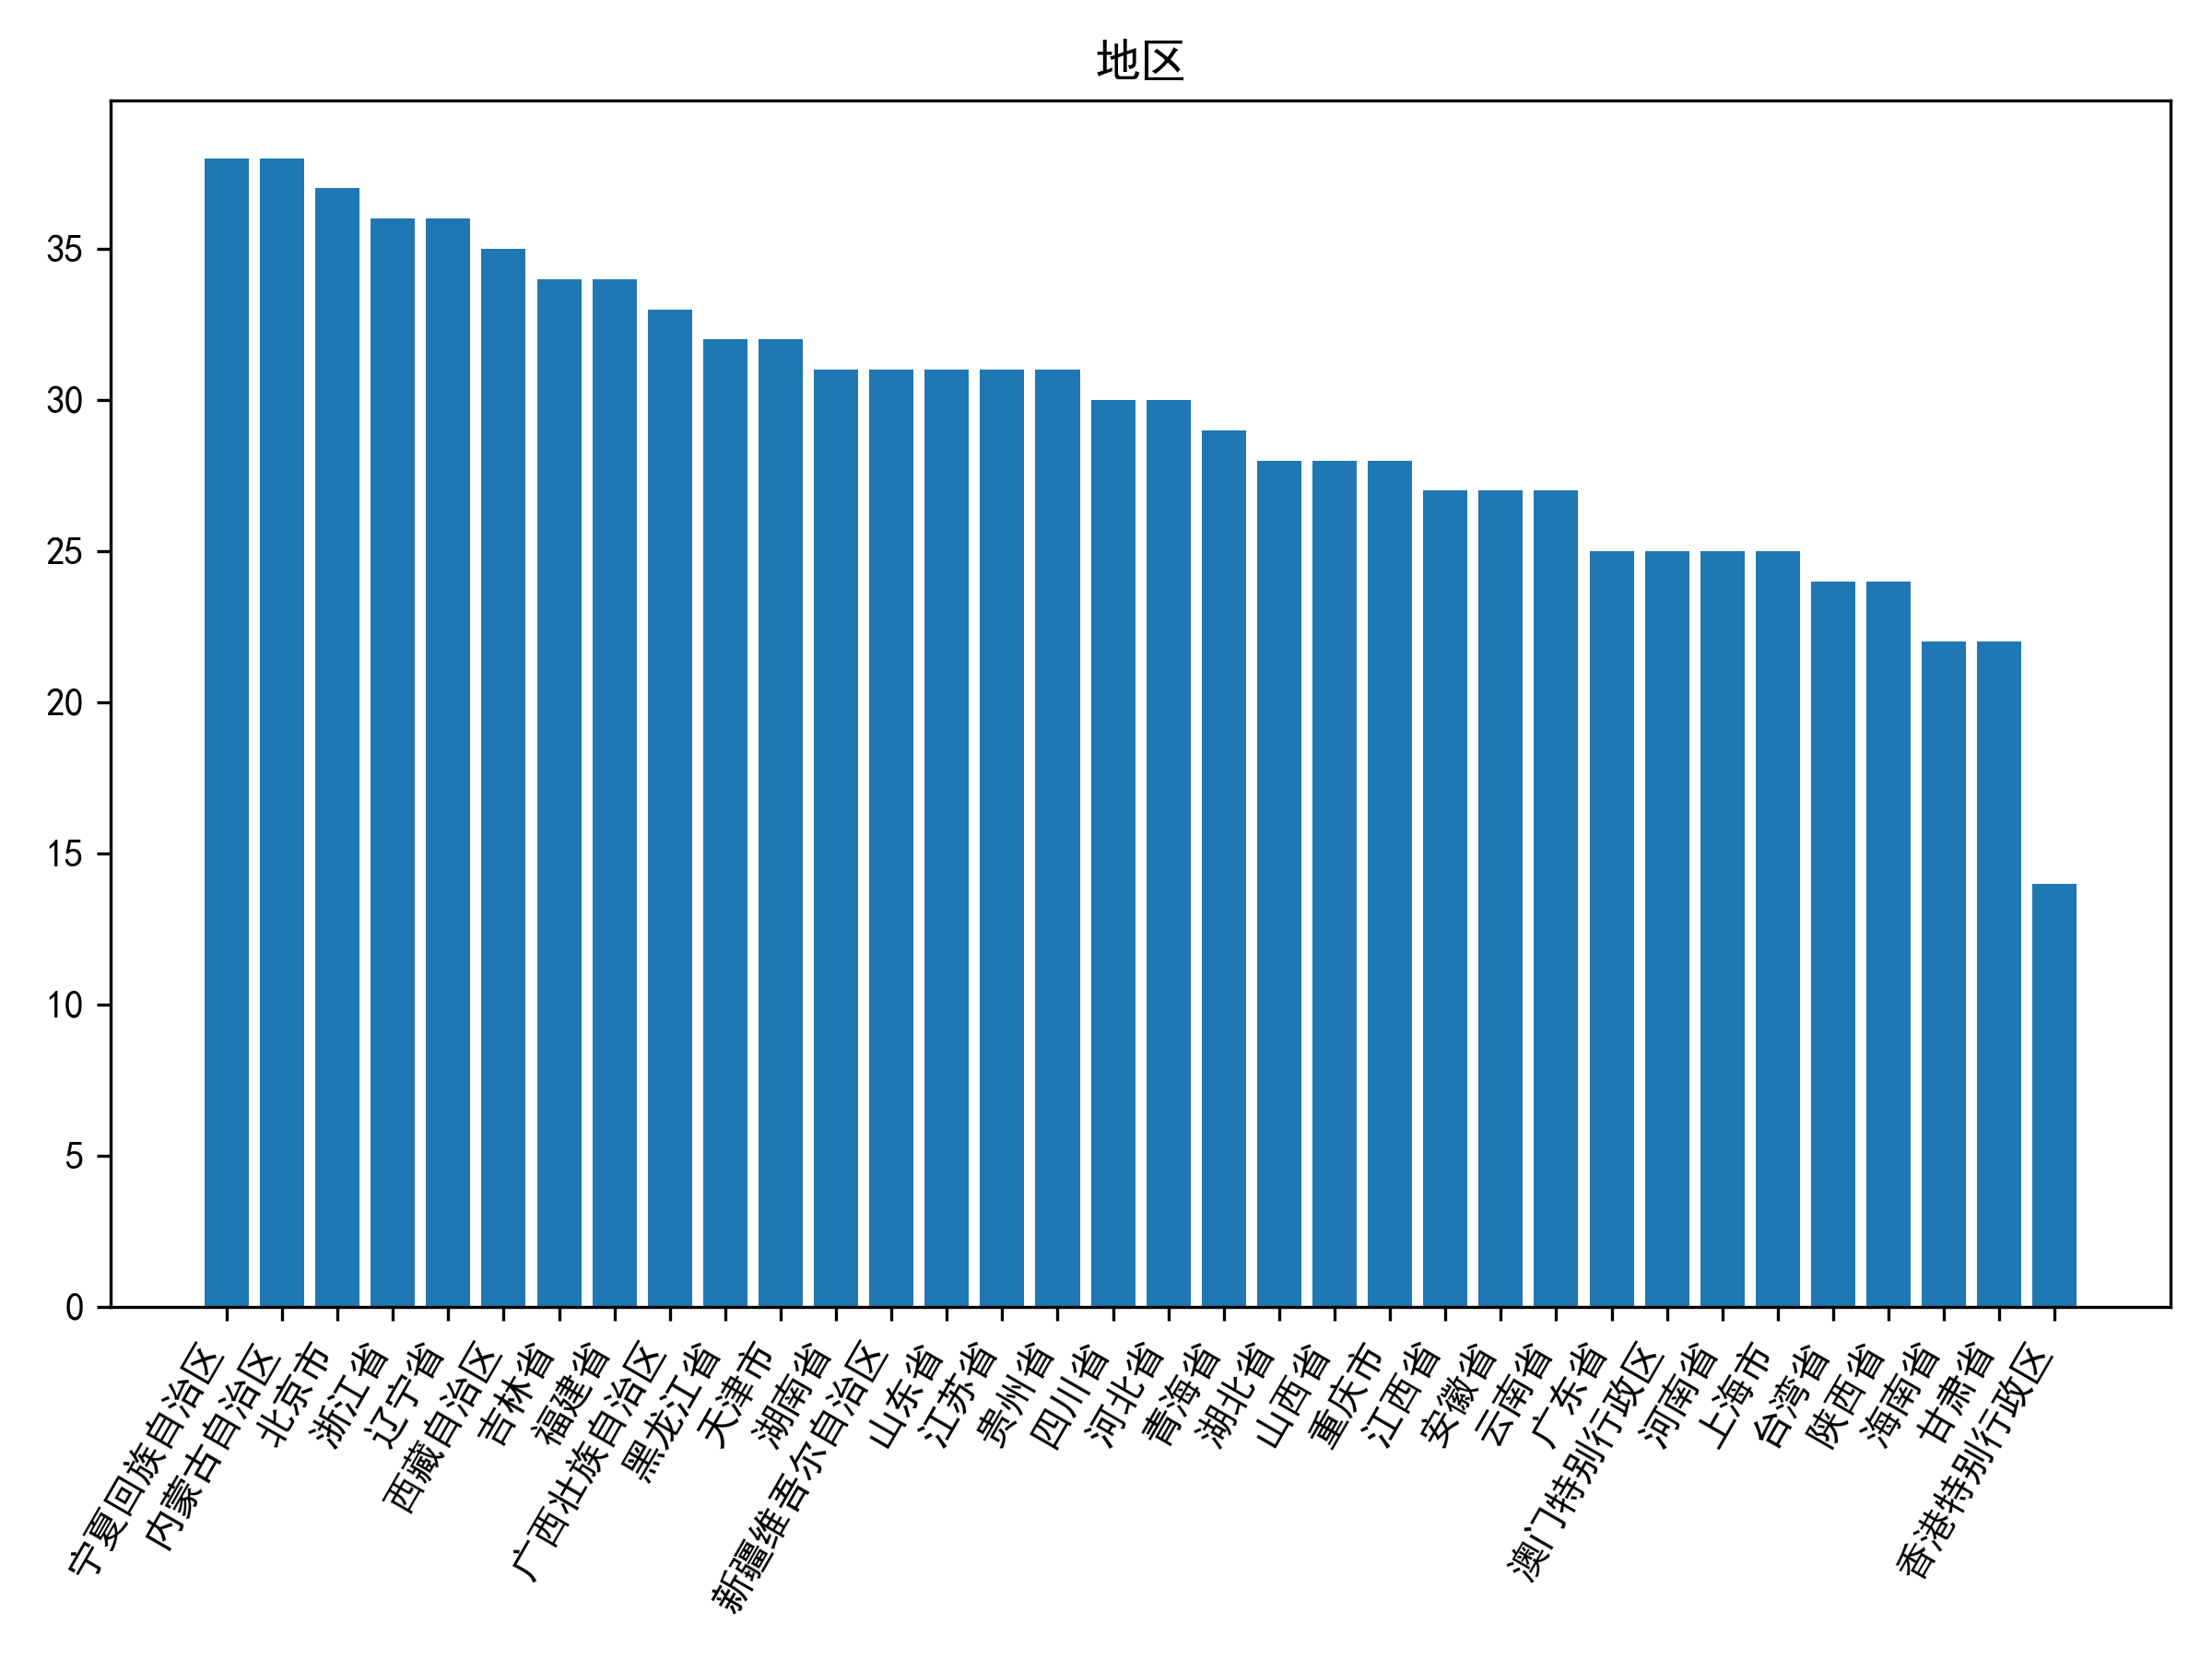 地区
35
30
25
20
15
10
5
0
宁夏回族自治区
内蒙古自治区
北京市
浙江省
辽宁省
西藏自治区
吉林省
福建省
广西壮族自治区
黑龙江省
天津市
湖南省
新疆维吾尔自治区
山东省
江苏省
贵州省
四川省
河北省
青海省
湖北省
山西省
重庆市
江西省
安徽省
云南省
广东省
澳门特别行政区
河南省
上海市
台湾省
陕西省
海南省
甘肃省
香港特别行政区